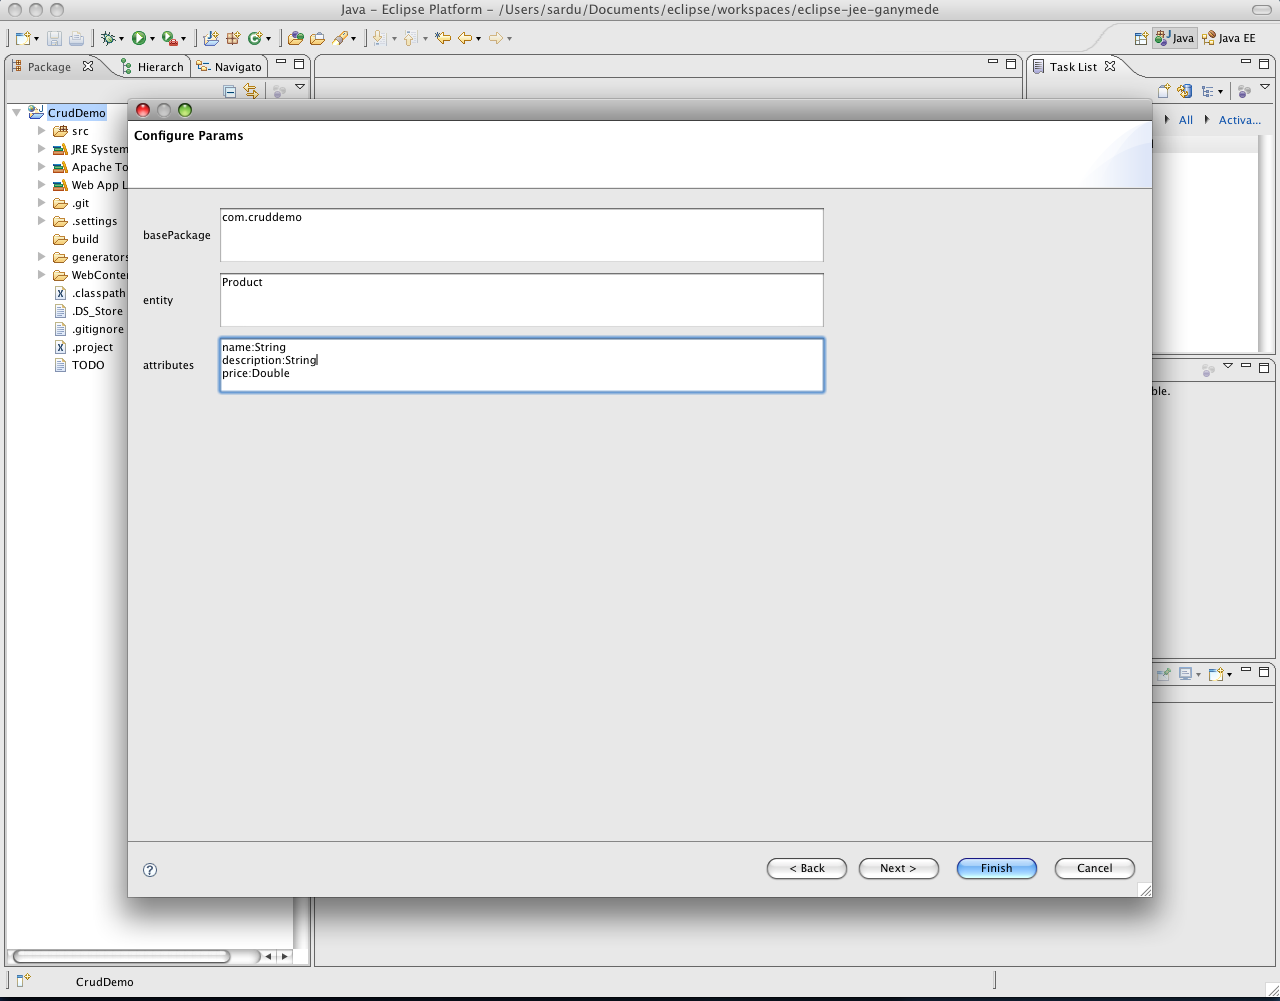 Java – Eclipse Platform – /Users/sardu/Documents/eclipse/workspaces/eclipse-jee-ganymede
Java
Java EE
Package
Hierarch
Navigato
Task List
All
Activa...
CrudDemo
src
JRE System
Apache To
Web App L
.git
.settings
build
generators
WebConte
.classpath
.DS_Store
.gitignore
.project
TODO
Configure Params
basePackage
com.cruddemo
entity
Product
attributes
name:String
description:String
price:Double
ble.
?
< Back
Next >
Finish
Cancel
CrudDemo